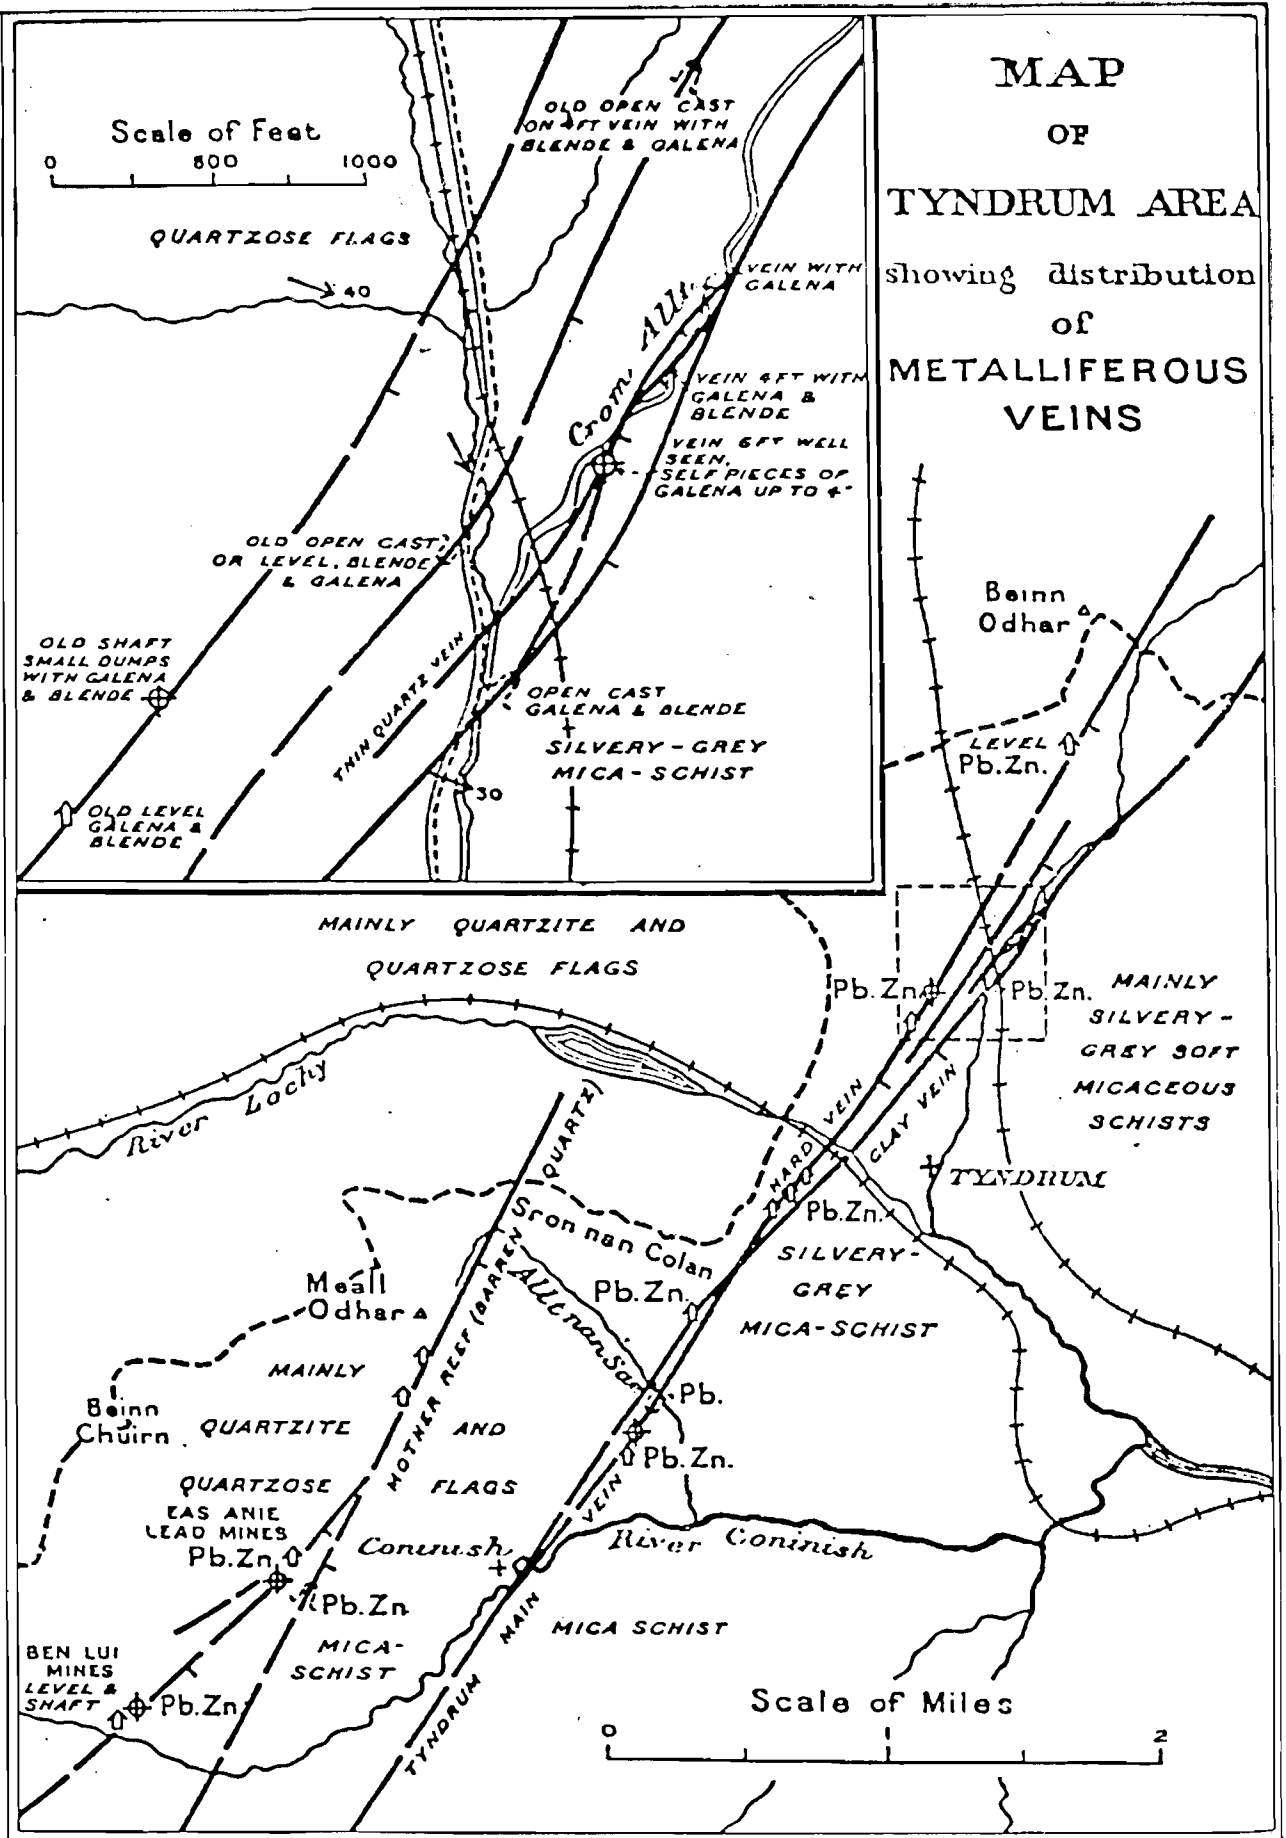 MAP
OF
TYNDRUM AREA
showing distribution
of
METALLIFEROUS
VEINS
Scale of Feet
0 500 1000
OLD OPEN CAST
ON 4FT VEIN WITH
BLENDE & GALENA
QUARTZOSE FLAGS
40
VEIN WITH
GALENA
Crom Allt
VEIN 4FT WITH
GALENA &
BLENDE
VEIN 6FT WELL
SEEN,
SELF PIECES OF
GALENA UP TO 4"
OLD OPEN CAST
OR LEVEL, BLENDE
& GALENA
OLD SHAFT
SMALL DUMPS
WITH GALENA
& BLENDE
THIN QUARTZ VEIN
OPEN CAST
GALENA & BLENDE
SILVERY-GREY
MICA-SCHIST
30
OLD LEVEL
GALENA &
BLENDE
Beinn
Odhar
LEVEL
Pb.Zn.
MAINLY QUARTZITE AND
QUARTZOSE FLAGS
Pb.Zn.
Pb.Zn.
MAINLY
SILVERY-
GREY SOFT
MICACEOUS
SCHISTS
River Lochy
HARD VEIN
CLAY VEIN
TYNDRUM
Pb.Zn.
Sron nan Colan
SILVERY-
GREY
MICA-SCHIST
Meall
Odhar
Pb.Zn.
MOTHER REEF (BARREN QUARTZ)
MAINLY
Pb.
Beinn
Chuirn
QUARTZITE AND
Pb.Zn.
QUARTZOSE FLAGS
EAS ANIE
LEAD MINES
Pb.Zn.
Coninish
River Coninish
Pb.Zn
MICA-
SCHIST
MICA SCHIST
TYNDRUM MAIN VEIN
BEN LUI
MINES
LEVEL &
SHAFT
Pb.Zn.
Scale of Miles
0 2